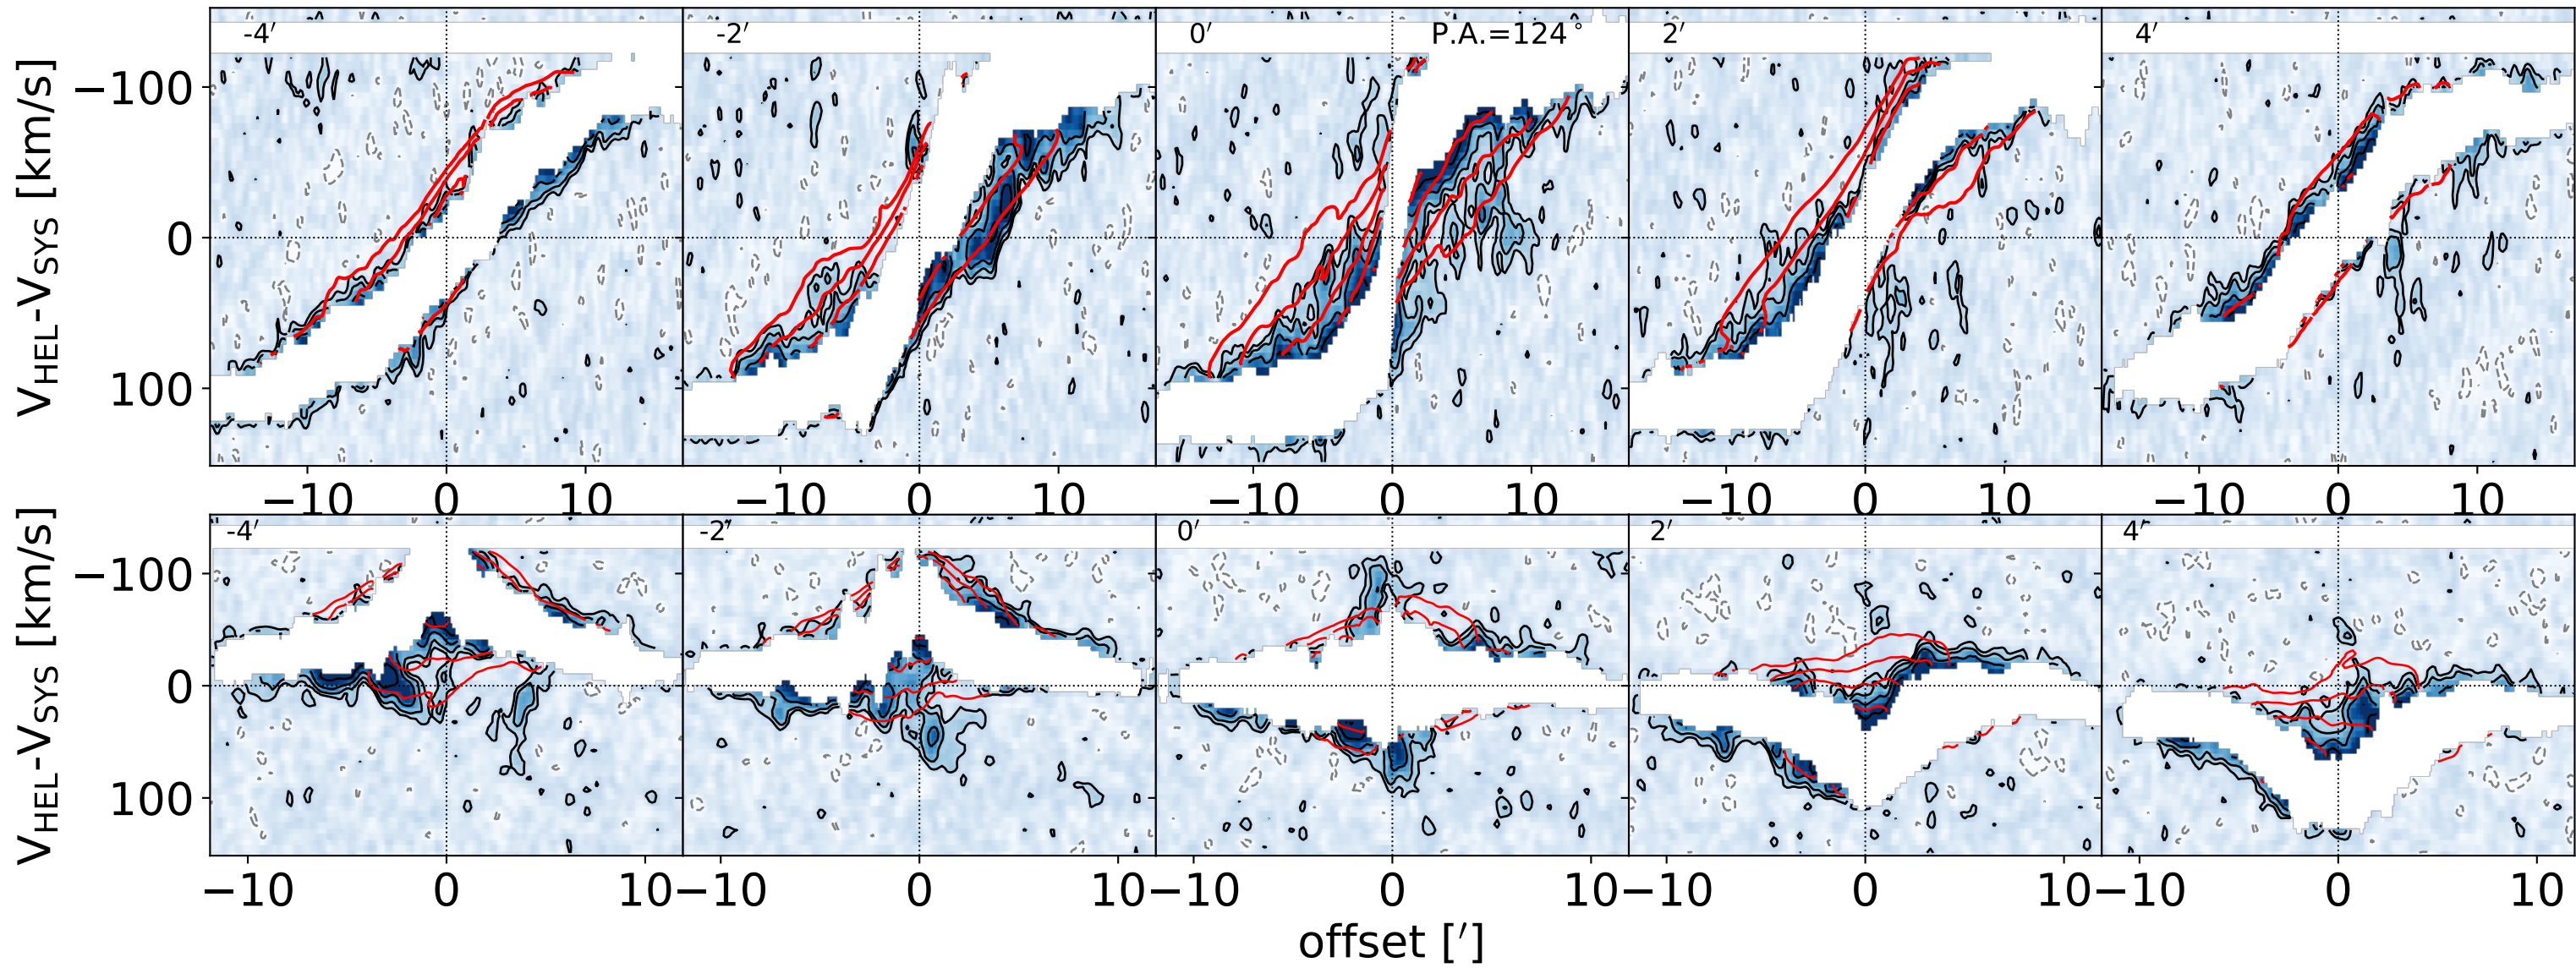 -4′ -2′ 0′ P.A.=124° 2′ 4′
V_HEL-V_SYS [km/s]
−100
0
100
−10 0 10 −10 0 10 −10 0 10 −10 0 10 −10 0 10
-4′ -2′ 0′ 2′ 4′
V_HEL-V_SYS [km/s]
−100
0
100
−10 0 10 −10 0 10 −10 0 10 −10 0 10 −10 0 10
offset [′]